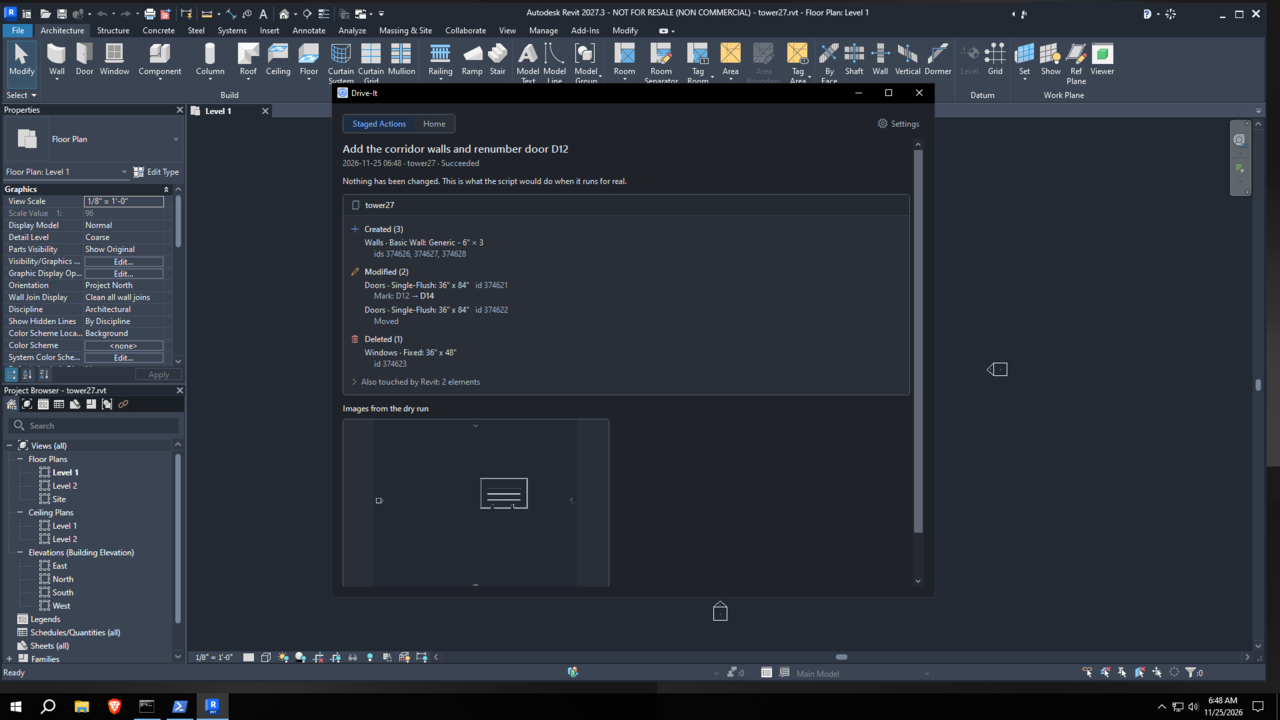 Autodesk Revit 2027.3 - NOT FOR RESALE (NON COMMERCIAL) - tower27.rvt - Floor Plan: Level 1
File Architecture Structure Concrete Steel Systems Insert Annotate Analyze Massing & Site Collaborate View Manage Add-Ins Modify
Modify Wall Door Window Component Column Roof Ceiling Floor Curtain System Curtain Grid Mullion Railing Ramp Stair Model Text Model Line Model Group Room Room Separator Tag Room Area Area Boundary Tag Area By Face Shaft Wall Vertical Dormer Level Grid Set Show Ref Plane Viewer
Select Build Datum Work Plane
Properties
Level 1
Floor Plan
Floor Plan: Level 1 Edit Type
Graphics
View Scale 1/8" = 1'-0"
Scale Value 1: 96
Display Model Normal
Detail Level Coarse
Parts Visibility Show Original
Visibility/Graphics ... Edit...
Graphic Display Op... Edit...
Orientation Project North
Wall Join Display Clean all wall joins
Discipline Architectural
Show Hidden Lines By Discipline
Color Scheme Loca... Background
Color Scheme <none>
System Color Sche... Edit...
Apply
Project Browser - tower27.rvt
Search
Views (all)
Floor Plans
Level 1
Level 2
Site
Ceiling Plans
Level 1
Level 2
Elevations (Building Elevation)
East
North
South
West
Legends
Schedules/Quantities (all)
Sheets (all)
Families
Drive-It
Staged Actions Home
Settings
Add the corridor walls and renumber door D12
2026-11-25 06:48 · tower27 · Succeeded
Nothing has been changed. This is what the script would do when it runs for real.
tower27
Created (3)
Walls · Basic Wall: Generic - 6" × 3
ids 374626, 374627, 374628
Modified (2)
Doors · Single-Flush: 36" x 84" id 374621
Mark: D12 → D14
Doors · Single-Flush: 36" x 84" id 374622
Moved
Deleted (1)
Windows · Fixed: 36" x 48"
id 374623
Also touched by Revit: 2 elements
Images from the dry run
1/8" = 1'-0"
Ready
:0
Main Model
:0
6:48 AM
11/25/2026